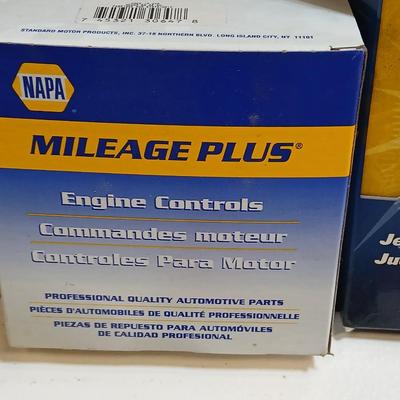 STANDARD MOTOR PRODUCTS, INC. 37-18 NORTHERN BLVD. LONG ISLAND CITY, NY 11101
NAPA
MILEAGE PLUS®
Engine Controls
Commandes moteur
Controles Para Motor
PROFESSIONAL QUALITY AUTOMOTIVE PARTS
PIÈCES D'AUTOMOBILES DE QUALITÉ PROFESSIONNELLE
PIEZAS DE REPUESTO PARA AUTOMÓVILES
DE CALIDAD PROFESIONAL
Je
Ju